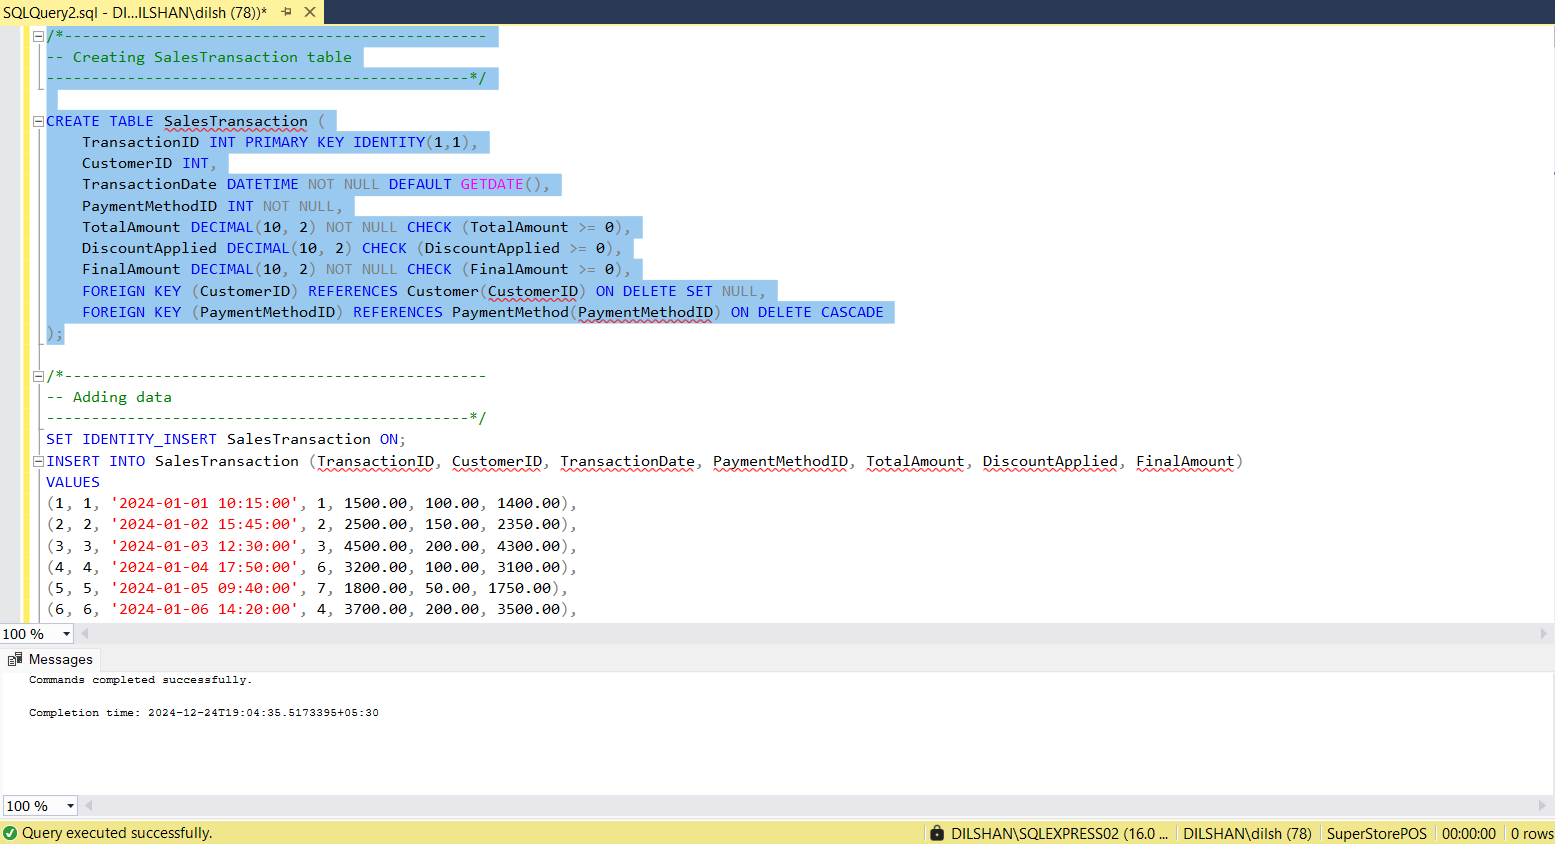 SQLQuery2.sql - DI...ILSHAN\dilsh (78))*
/*-----------------------------------------------
-- Creating SalesTransaction table
-----------------------------------------------*/
CREATE TABLE SalesTransaction (
TransactionID INT PRIMARY KEY IDENTITY(1,1),
CustomerID INT,
TransactionDate DATETIME NOT NULL DEFAULT GETDATE(),
PaymentMethodID INT NOT NULL,
TotalAmount DECIMAL(10, 2) NOT NULL CHECK (TotalAmount >= 0),
DiscountApplied DECIMAL(10, 2) CHECK (DiscountApplied >= 0),
FinalAmount DECIMAL(10, 2) NOT NULL CHECK (FinalAmount >= 0),
FOREIGN KEY (CustomerID) REFERENCES Customer(CustomerID) ON DELETE SET NULL,
FOREIGN KEY (PaymentMethodID) REFERENCES PaymentMethod(PaymentMethodID) ON DELETE CASCADE
);
/*-----------------------------------------------
-- Adding data
-----------------------------------------------*/
SET IDENTITY_INSERT SalesTransaction ON;
INSERT INTO SalesTransaction (TransactionID, CustomerID, TransactionDate, PaymentMethodID, TotalAmount, DiscountApplied, FinalAmount)
VALUES
(1, 1, '2024-01-01 10:15:00', 1, 1500.00, 100.00, 1400.00),
(2, 2, '2024-01-02 15:45:00', 2, 2500.00, 150.00, 2350.00),
(3, 3, '2024-01-03 12:30:00', 3, 4500.00, 200.00, 4300.00),
(4, 4, '2024-01-04 17:50:00', 6, 3200.00, 100.00, 3100.00),
(5, 5, '2024-01-05 09:40:00', 7, 1800.00, 50.00, 1750.00),
(6, 6, '2024-01-06 14:20:00', 4, 3700.00, 200.00, 3500.00),
100 %
Messages
Commands completed successfully.
Completion time: 2024-12-24T19:04:35.5173395+05:30
100 %
Query executed successfully.
DILSHAN\SQLEXPRESS02 (16.0 ...
DILSHAN\dilsh (78)
SuperStorePOS
00:00:00
0 rows